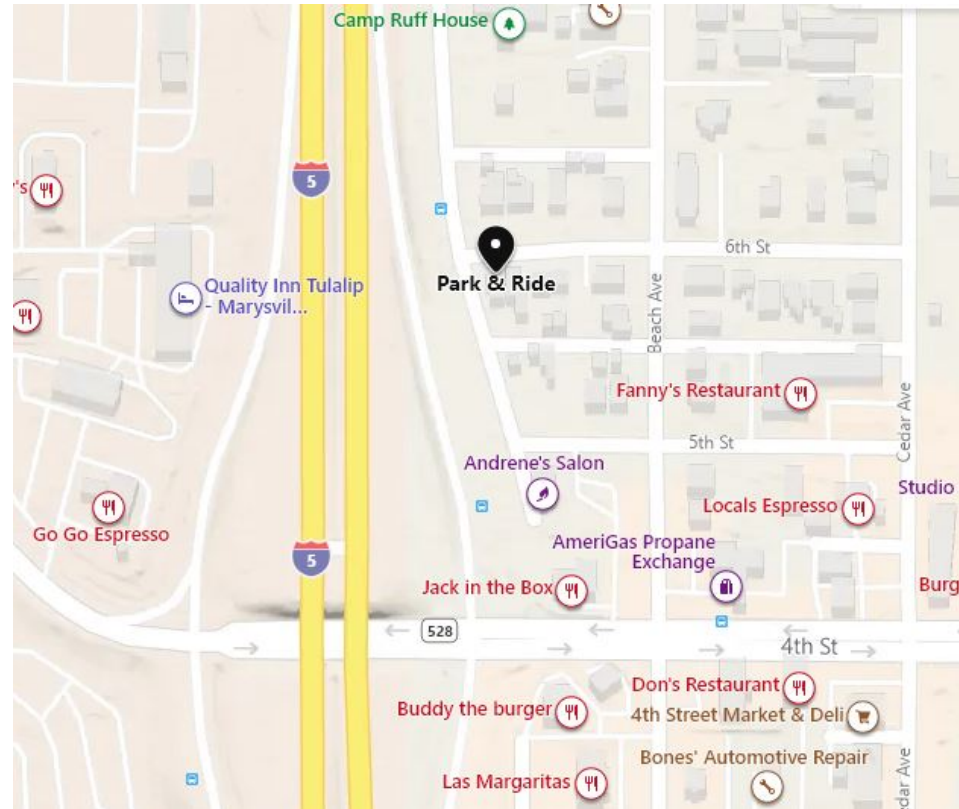 Camp Ruff House
5
's
6th St
Park & Ride
Quality Inn Tulalip
- Marysvil...
Beach Ave
Fanny's Restaurant
Cedar Ave
5th St
Andrene's Salon
Studio
Locals Espresso
Go Go Espresso
AmeriGas Propane
Exchange
5
Jack in the Box
Burg
528
4th St
Don's Restaurant
Buddy the burger
4th Street Market & Deli
Bones' Automotive Repair
Las Margaritas
dar Ave